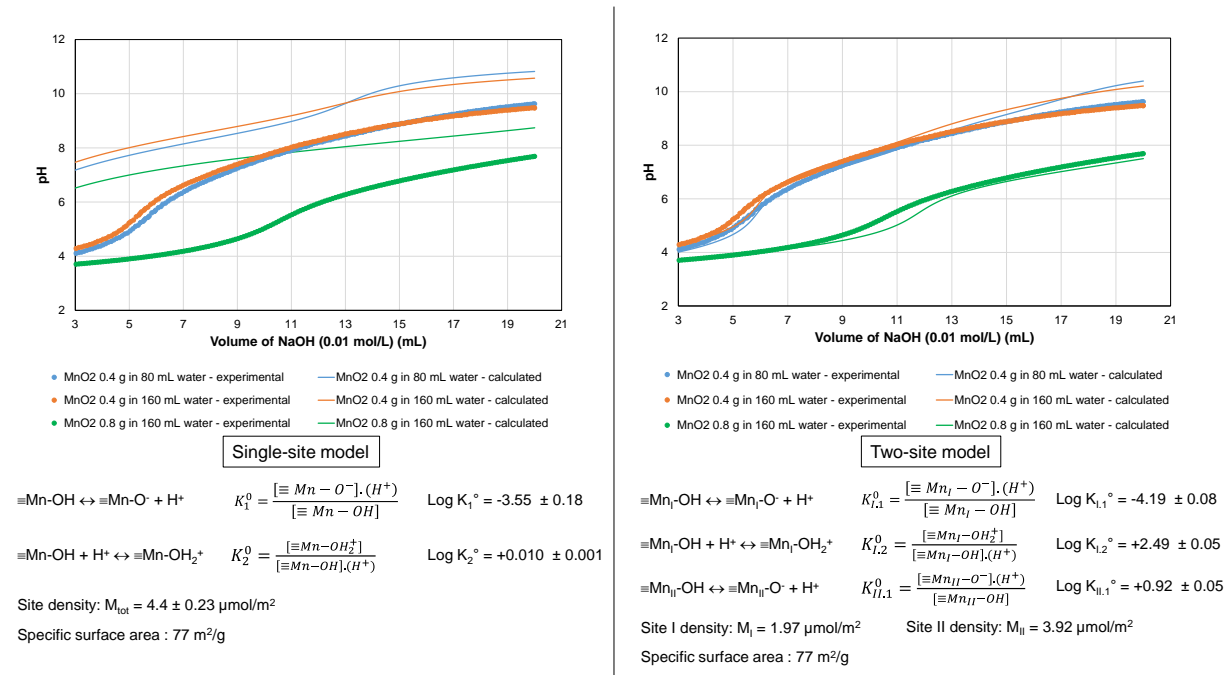 12
10
8
6
4
2
pH
3 5 7 9 11 13 15 17 19 21
Volume of NaOH (0.01 mol/L) (mL)
MnO2 0.4 g in 80 mL water - experimental MnO2 0.4 g in 80 mL water - calculated
MnO2 0.4 g in 160 mL water - experimental MnO2 0.4 g in 160 mL water - calculated
MnO2 0.8 g in 160 mL water - experimental MnO2 0.8 g in 160 mL water - calculated
Single-site model
≡Mn-OH ↔ ≡Mn-O⁻ + H⁺ K₁⁰ = [≡ Mn − O⁻].(H⁺) / [≡ Mn − OH] Log K₁° = -3.55 ± 0.18
≡Mn-OH + H⁺ ↔ ≡Mn-OH₂⁺ K₂⁰ = [≡Mn−OH₂⁺] / [≡Mn−OH].(H⁺) Log K₂° = +0.010 ± 0.001
Site density: Mtot = 4.4 ± 0.23 µmol/m²
Specific surface area : 77 m²/g
12
10
8
6
4
2
pH
3 5 7 9 11 13 15 17 19 21
Volume of NaOH (0.01 mol/L) (mL)
MnO2 0.4 g in 80 mL water - experimental MnO2 0.4 g in 80 mL water - calculated
MnO2 0.4 g in 160 mL water - experimental MnO2 0.4 g in 160 mL water - calculated
MnO2 0.8 g in 160 mL water - experimental MnO2 0.8 g in 160 mL water - calculated
Two-site model
≡MnI-OH ↔ ≡MnI-O⁻ + H⁺ K⁰I.1 = [≡ MnI − O⁻].(H⁺) / [≡ MnI − OH] Log KI.1° = -4.19 ± 0.08
≡MnI-OH + H⁺ ↔ ≡MnI-OH₂⁺ K⁰I.2 = [≡MnI−OH₂⁺] / [≡MnI−OH].(H⁺) Log KI.2° = +2.49 ± 0.05
≡MnII-OH ↔ ≡MnII-O⁻ + H⁺ K⁰II.1 = [≡MnII−O⁻].(H⁺) / [≡MnII−OH] Log KII.1° = +0.92 ± 0.05
Site I density: MI = 1.97 µmol/m² Site II density: MII = 3.92 µmol/m²
Specific surface area : 77 m²/g